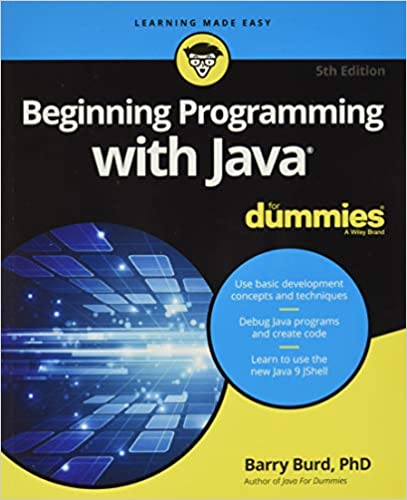 LEARNING MADE EASY
5th Edition
Beginning Programming
with Java®
for
dummies®
A Wiley Brand
Use basic development
concepts and techniques
Debug Java programs
and create code
Learn to use the
new Java 9 JShell
Barry Burd, PhD
Author of Java For Dummies